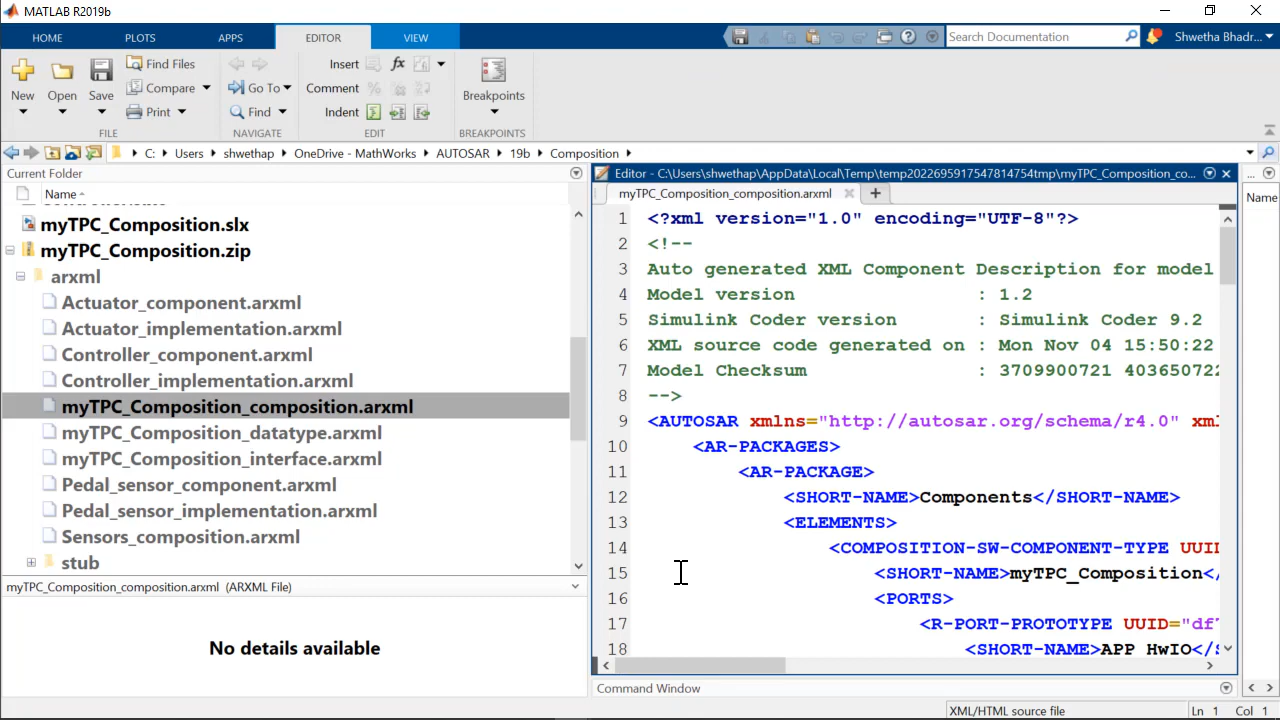 MATLAB R2019b
HOME PLOTS APPS EDITOR VIEW
Search Documentation
Shwetha Bhadr...
New
Open
Save
Find Files
Compare
Print
FILE
Go To
Find
NAVIGATE
Insert
fx
Comment
Indent
EDIT
Breakpoints
BREAKPOINTS
C: Users shwethap OneDrive - MathWorks AUTOSAR 19b Composition
Current Folder
Name
myTPC_Composition.slx
myTPC_Composition.zip
arxml
Actuator_component.arxml
Actuator_implementation.arxml
Controller_component.arxml
Controller_implementation.arxml
myTPC_Composition_composition.arxml
myTPC_Composition_datatype.arxml
myTPC_Composition_interface.arxml
Pedal_sensor_component.arxml
Pedal_sensor_implementation.arxml
Sensors_composition.arxml
stub
myTPC_Composition_composition.arxml (ARXML File)
No details available
Editor - C:\Users\shwethap\AppData\Local\Temp\temp2022695917547814754tmp\myTPC_Composition_co...
myTPC_Composition_composition.arxml
1 <?xml version="1.0" encoding="UTF-8"?>
2 <!--
3 Auto generated XML Component Description for model
4 Model version : 1.2
5 Simulink Coder version : Simulink Coder 9.2
6 XML source code generated on : Mon Nov 04 15:50:22
7 Model Checksum : 3709900721 403650722
8 -->
9 <AUTOSAR xmlns="http://autosar.org/schema/r4.0" xml
10 <AR-PACKAGES>
11 <AR-PACKAGE>
12 <SHORT-NAME>Components</SHORT-NAME>
13 <ELEMENTS>
14 <COMPOSITION-SW-COMPONENT-TYPE UUID
15 <SHORT-NAME>myTPC_Composition</
16 <PORTS>
17 <R-PORT-PROTOTYPE UUID="df
18 <SHORT-NAME>APP_HwIO</S
Command Window
...
Name
XML/HTML source file
Ln 1 Col 1